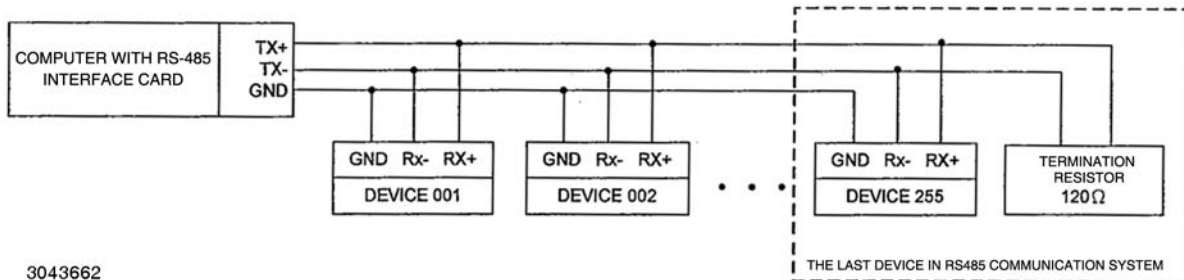 COMPUTER WITH RS-485
INTERFACE CARD
TX+
TX-
GND
GND Rx- RX+
DEVICE 001
GND Rx- RX+
DEVICE 002
GND Rx- RX+
DEVICE 255
TERMINATION
RESISTOR
120Ω
THE LAST DEVICE IN RS485 COMMUNICATION SYSTEM
3043662